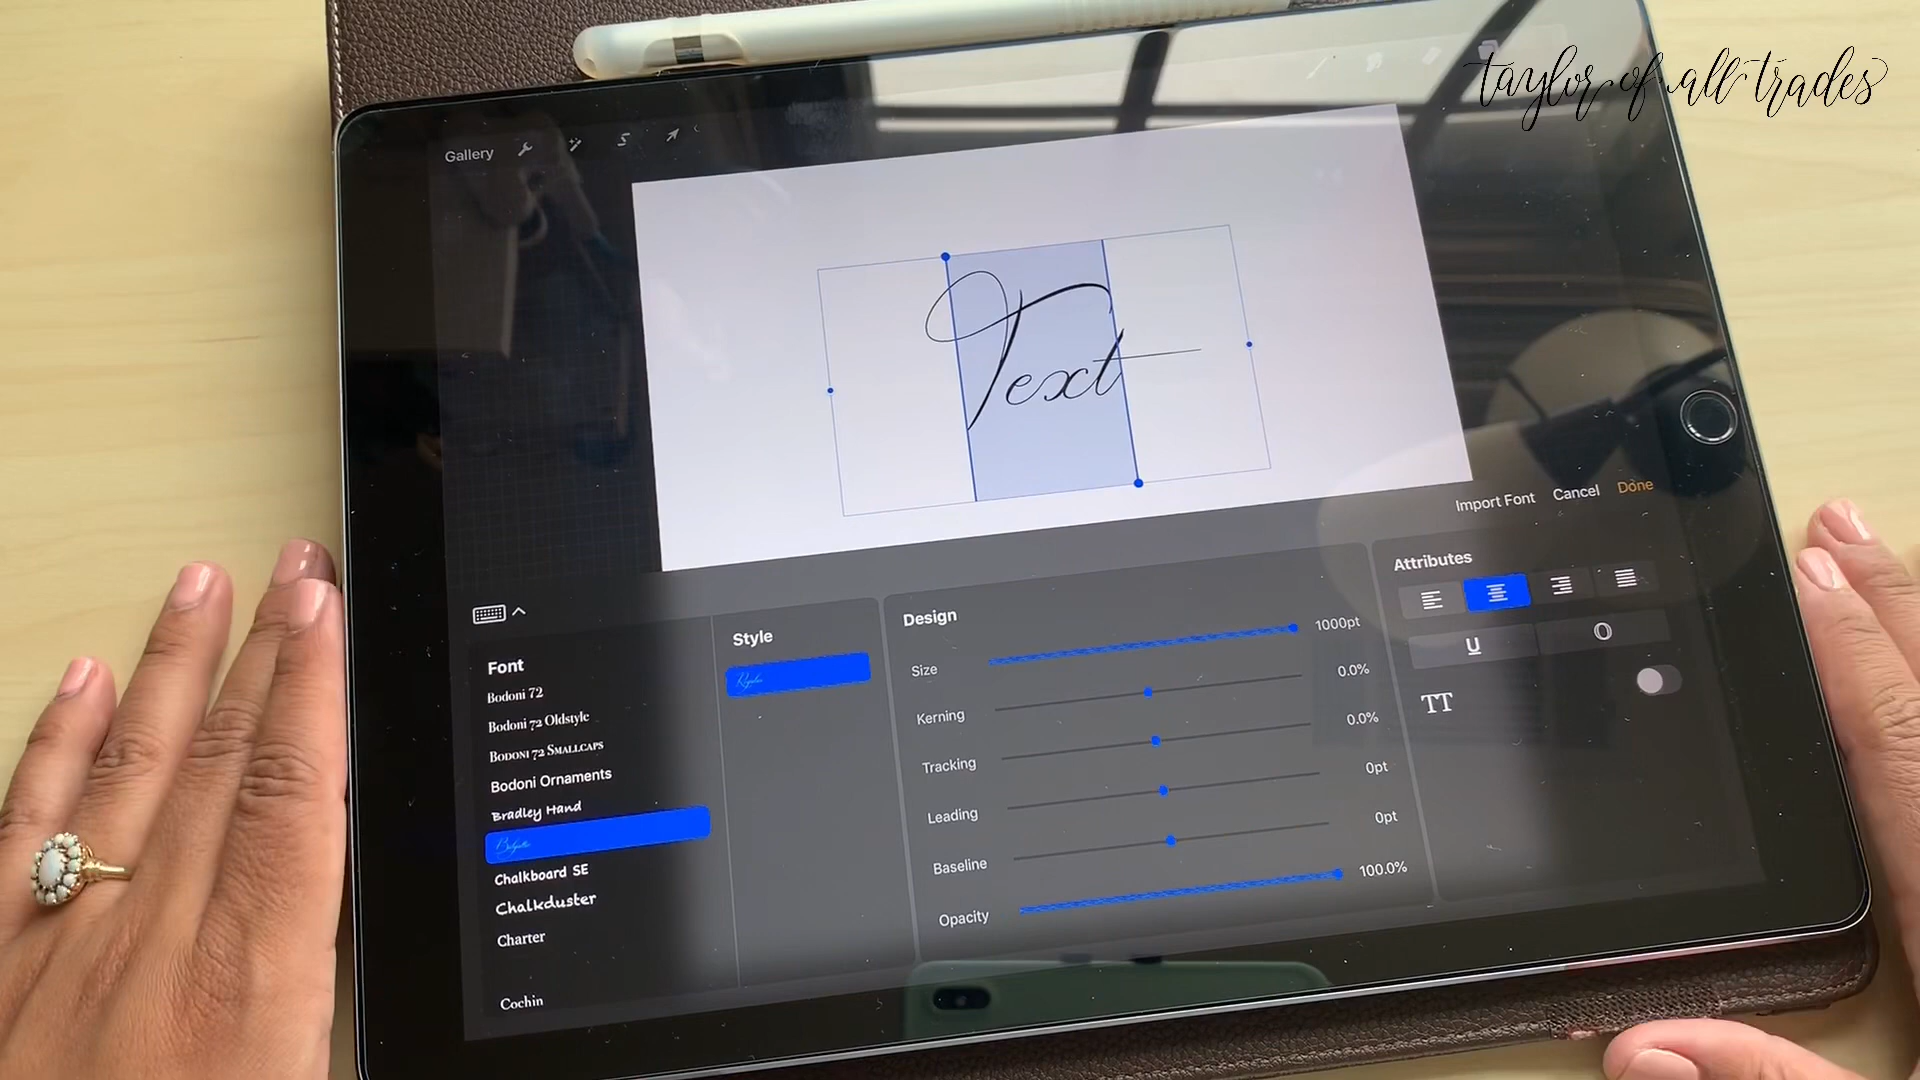 taylor of all trades
Gallery
Text
Import Font Cancel Done
Font
Bodoni 72
Bodoni 72 Oldstyle
Bodoni 72 Smallcaps
Bodoni Ornaments
Bradley Hand
Chalkboard SE
Chalkduster
Charter
Cochin
Style
Regular
Design
Size 1000pt
Kerning 0.0%
Tracking 0.0%
Leading 0pt
Baseline 0pt
Opacity 100.0%
Attributes
U O
TT